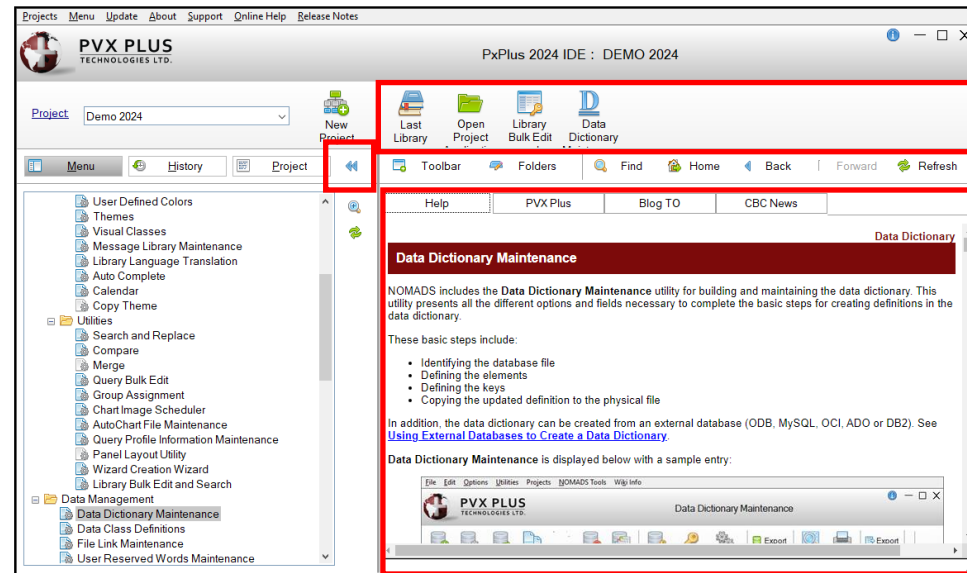 Projects Menu Update About Support Online Help Release Notes
PVX PLUS
TECHNOLOGIES LTD.
PxPlus 2024 IDE : DEMO 2024
Project Demo 2024
New
Project
Last
Library
Open
Project
Library
Bulk Edit
Data
Dictionary
Menu History Project
Toolbar Folders Find Home Back Forward Refresh
User Defined Colors
Themes
Visual Classes
Message Library Maintenance
Library Language Translation
Auto Complete
Calendar
Copy Theme
Utilities
Search and Replace
Compare
Merge
Query Bulk Edit
Group Assignment
Chart Image Scheduler
AutoChart File Maintenance
Query Profile Information Maintenance
Panel Layout Utility
Wizard Creation Wizard
Library Bulk Edit and Search
Data Management
Data Dictionary Maintenance
Data Class Definitions
File Link Maintenance
User Reserved Words Maintenance
Help PVX Plus Blog TO CBC News
Data Dictionary
Data Dictionary Maintenance
NOMADS includes the Data Dictionary Maintenance utility for building and maintaining the data dictionary. This
utility presents all the different options and fields necessary to complete the basic steps for creating definitions in the
data dictionary.
These basic steps include:
• Identifying the database file
• Defining the elements
• Defining the keys
• Copying the updated definition to the physical file
In addition, the data dictionary can be created from an external database (ODB, MySQL, OCI, ADO or DB2). See
Using External Databases to Create a Data Dictionary.
Data Dictionary Maintenance is displayed below with a sample entry:
File Edit Options Utilities Projects NOMADS Tools Wiki Info
PVX PLUS
TECHNOLOGIES LTD.
Data Dictionary Maintenance
Export Export